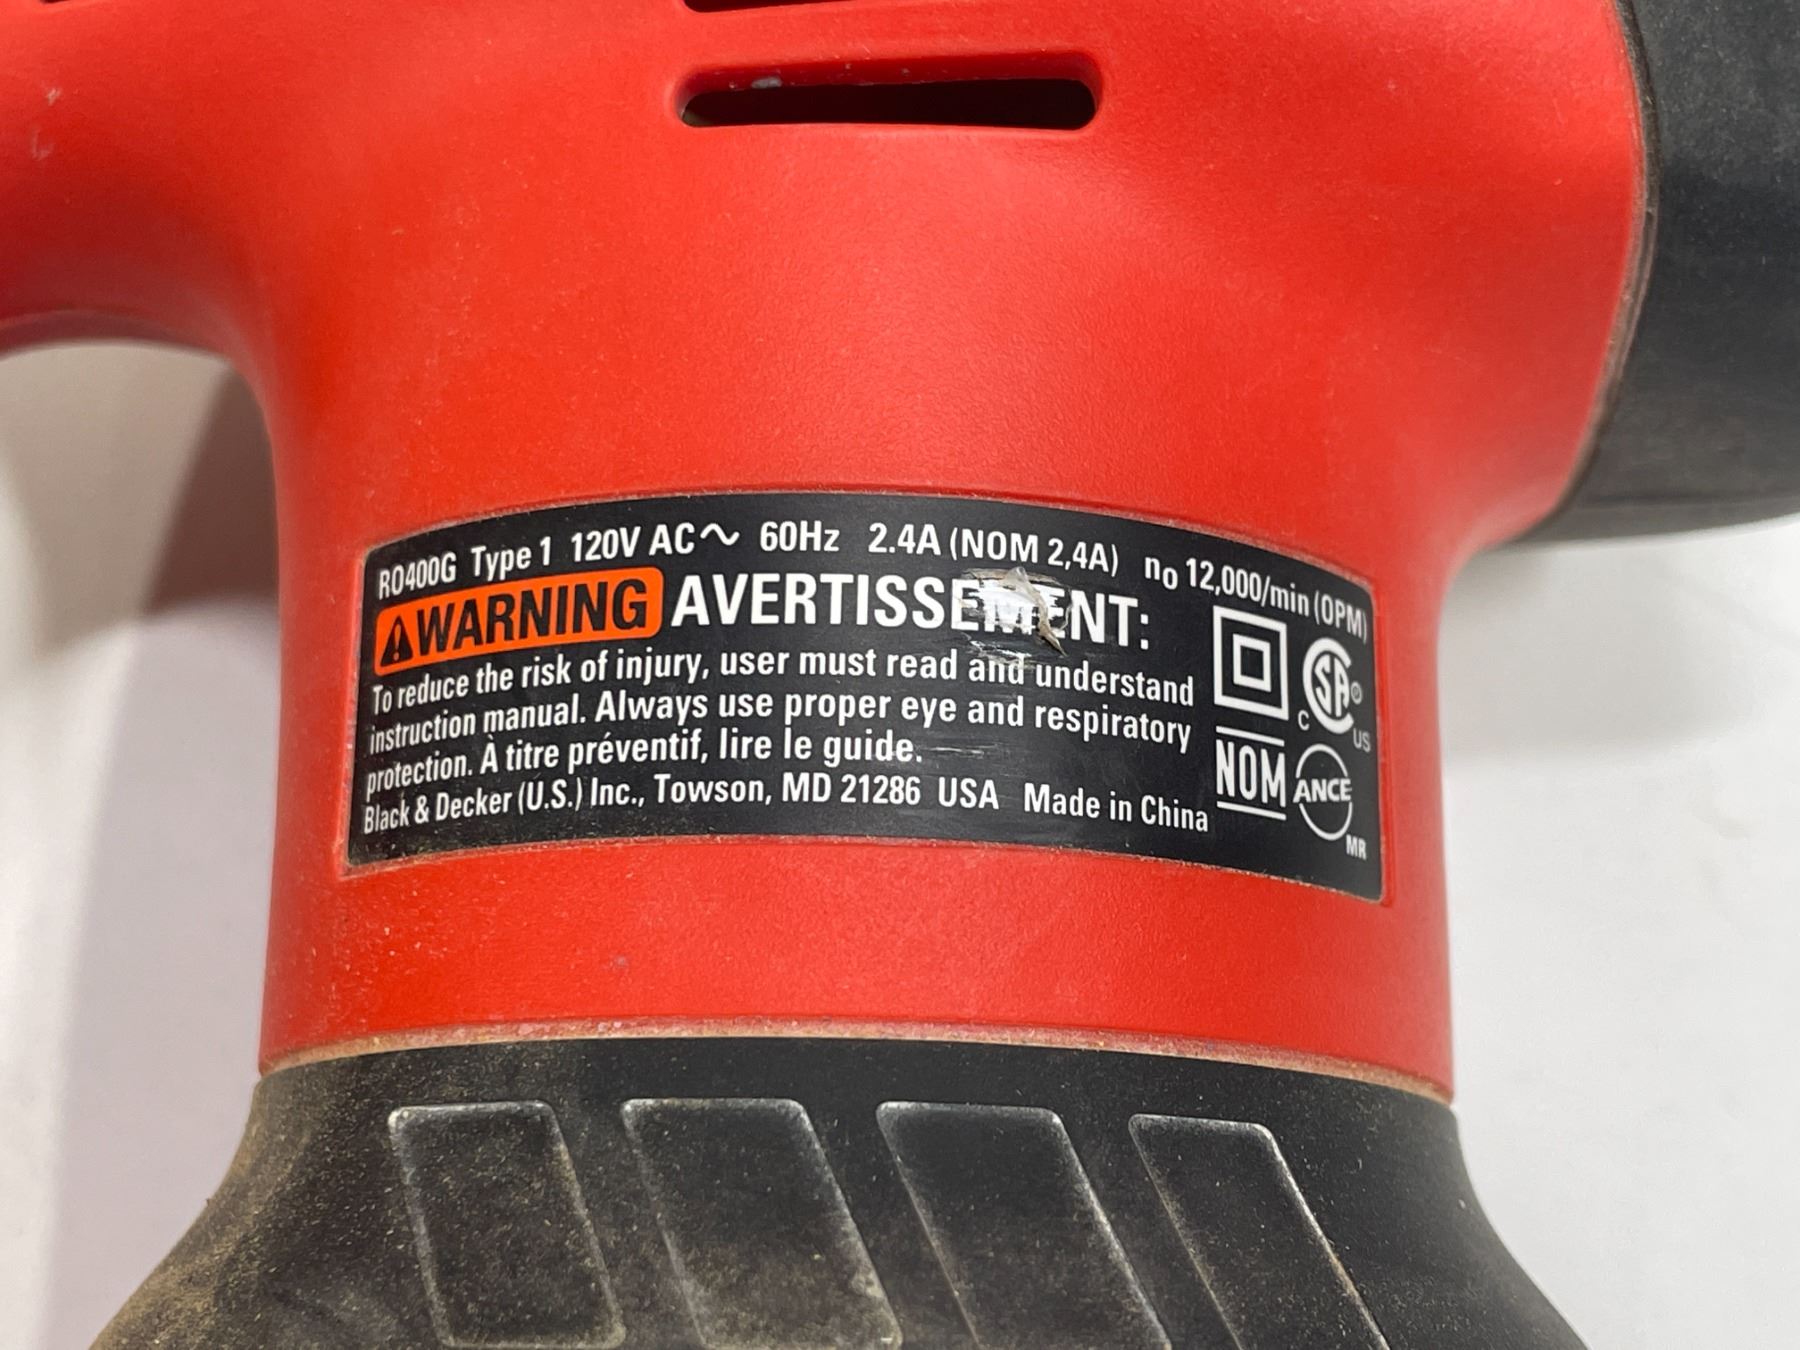 RO400G Type 1 120V AC~ 60Hz 2.4A (NOM 2,4A) no 12,000/min (OPM)
WARNING AVERTISSEMENT:
To reduce the risk of injury, user must read and understand
instruction manual. Always use proper eye and respiratory
protection. À titre préventif, lire le guide.
Black & Decker (U.S.) Inc., Towson, MD 21286 USA Made in China
C SA US
NOM
ANCE
MR